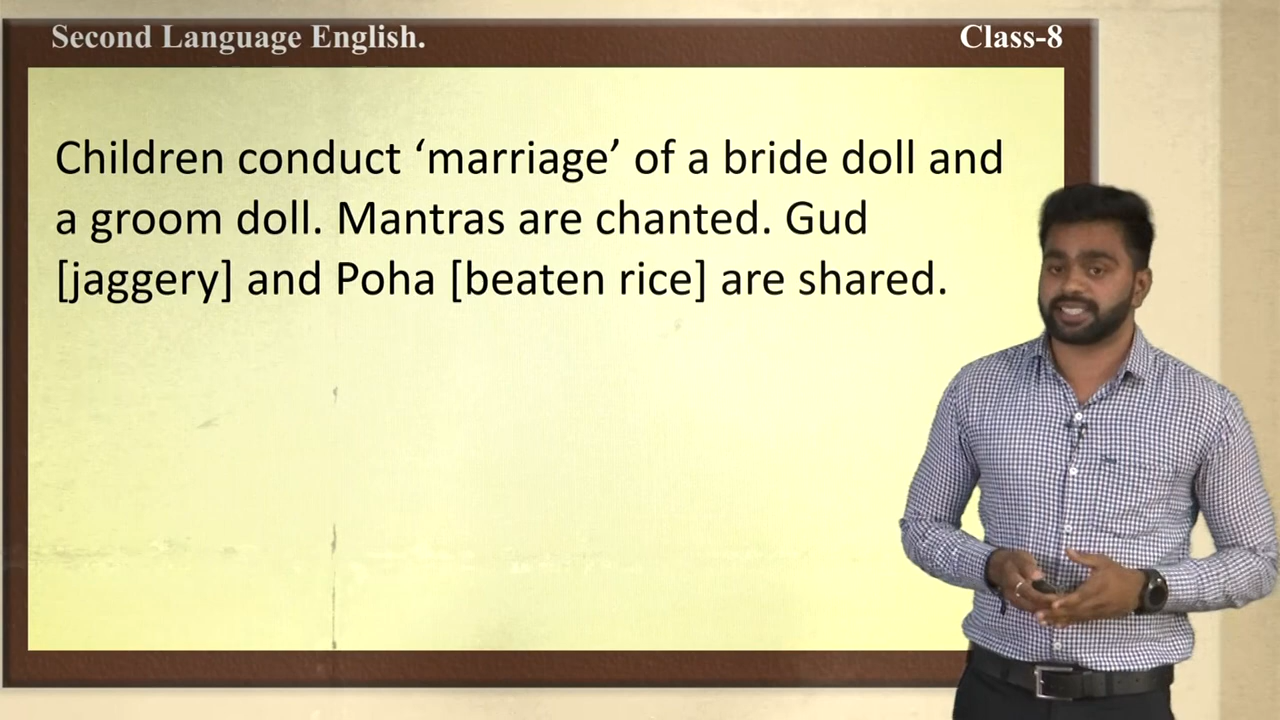 Second Language English.
Class-8
Children conduct ‘marriage’ of a bride doll and
a groom doll. Mantras are chanted. Gud
[jaggery] and Poha [beaten rice] are shared.